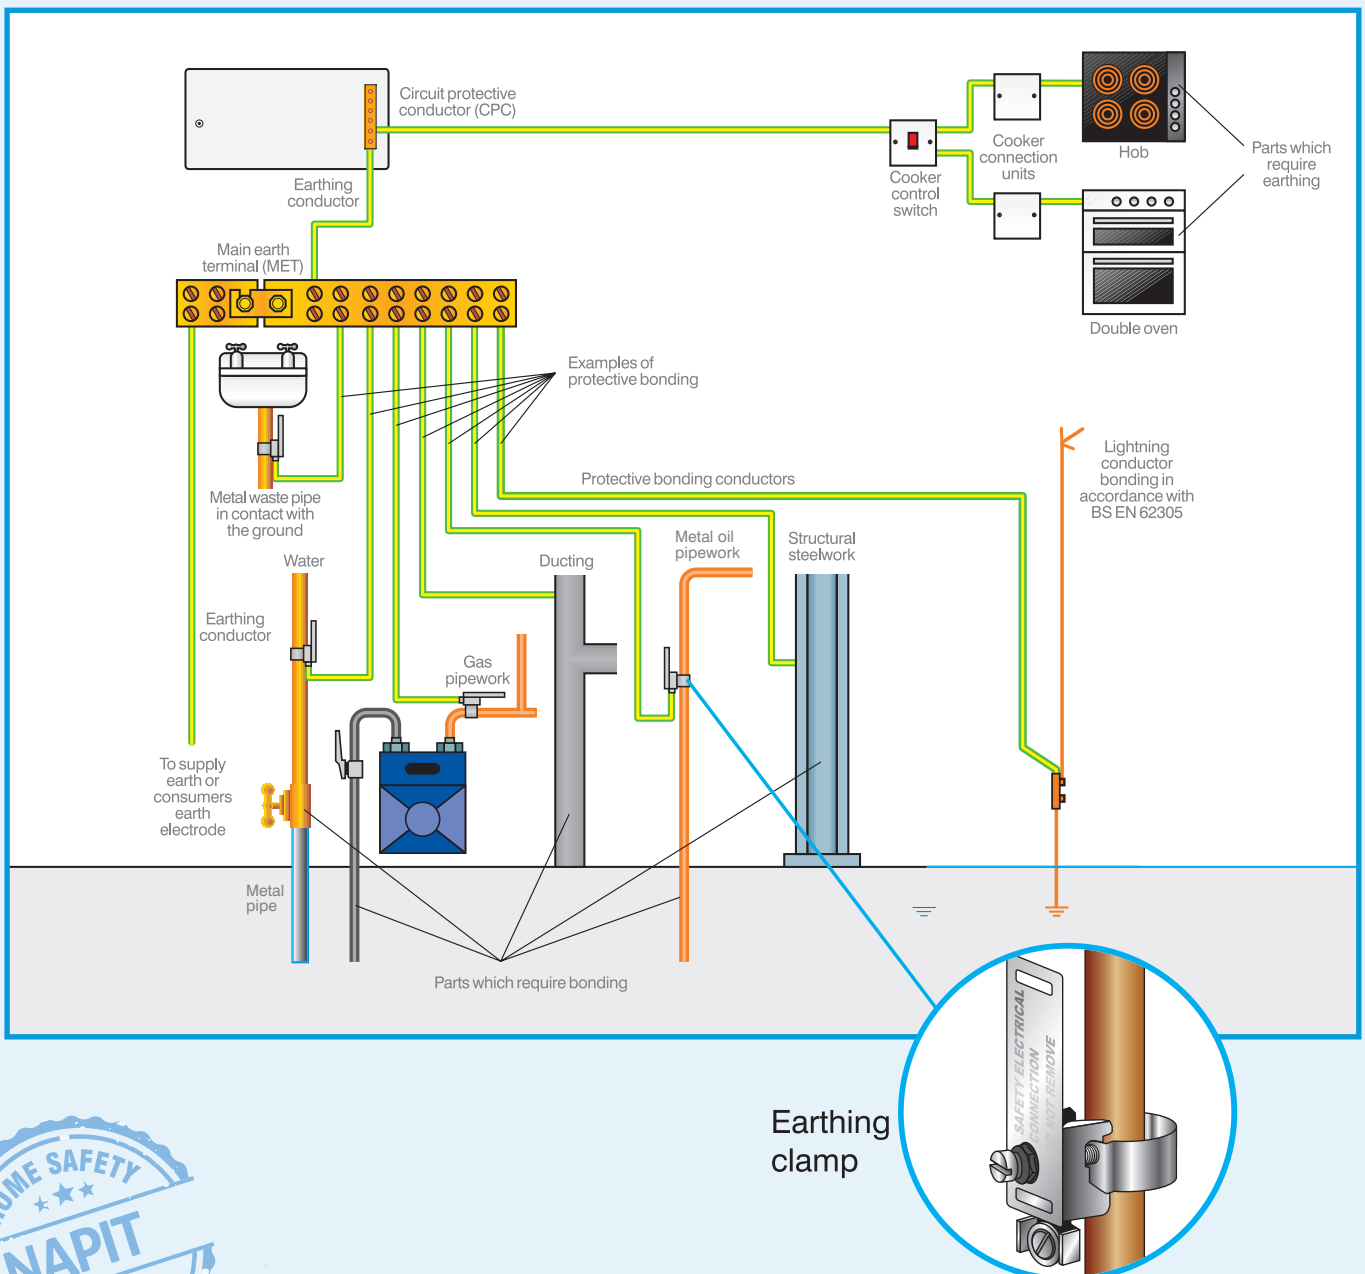 Circuit protective
conductor (CPC)
Earthing
conductor
Main earth
terminal (MET)
Cooker
control
switch
Cooker
connection
units
Hob
Parts which
require
earthing
Double oven
Examples of
protective bonding
Protective bonding conductors
Lightning
conductor
bonding in
accordance with
BS EN 62305
Metal waste pipe
in contact with
the ground
Water
Ducting
Metal oil
pipework
Structural
steelwork
Earthing
conductor
Gas
pipework
To supply
earth or
consumers
earth
electrode
Metal
pipe
Parts which require bonding
SAFETY ELECTRICAL
CONNECTION
DO NOT REMOVE
Earthing
clamp
HOME SAFETY
NAPIT